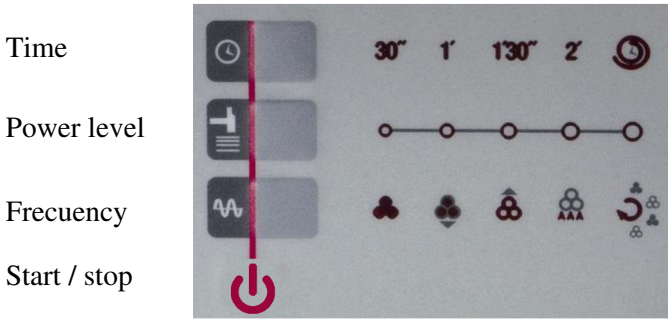 Time 30″ 1′ 1′30″ 2′
Power level
Frecuency
Start / stop